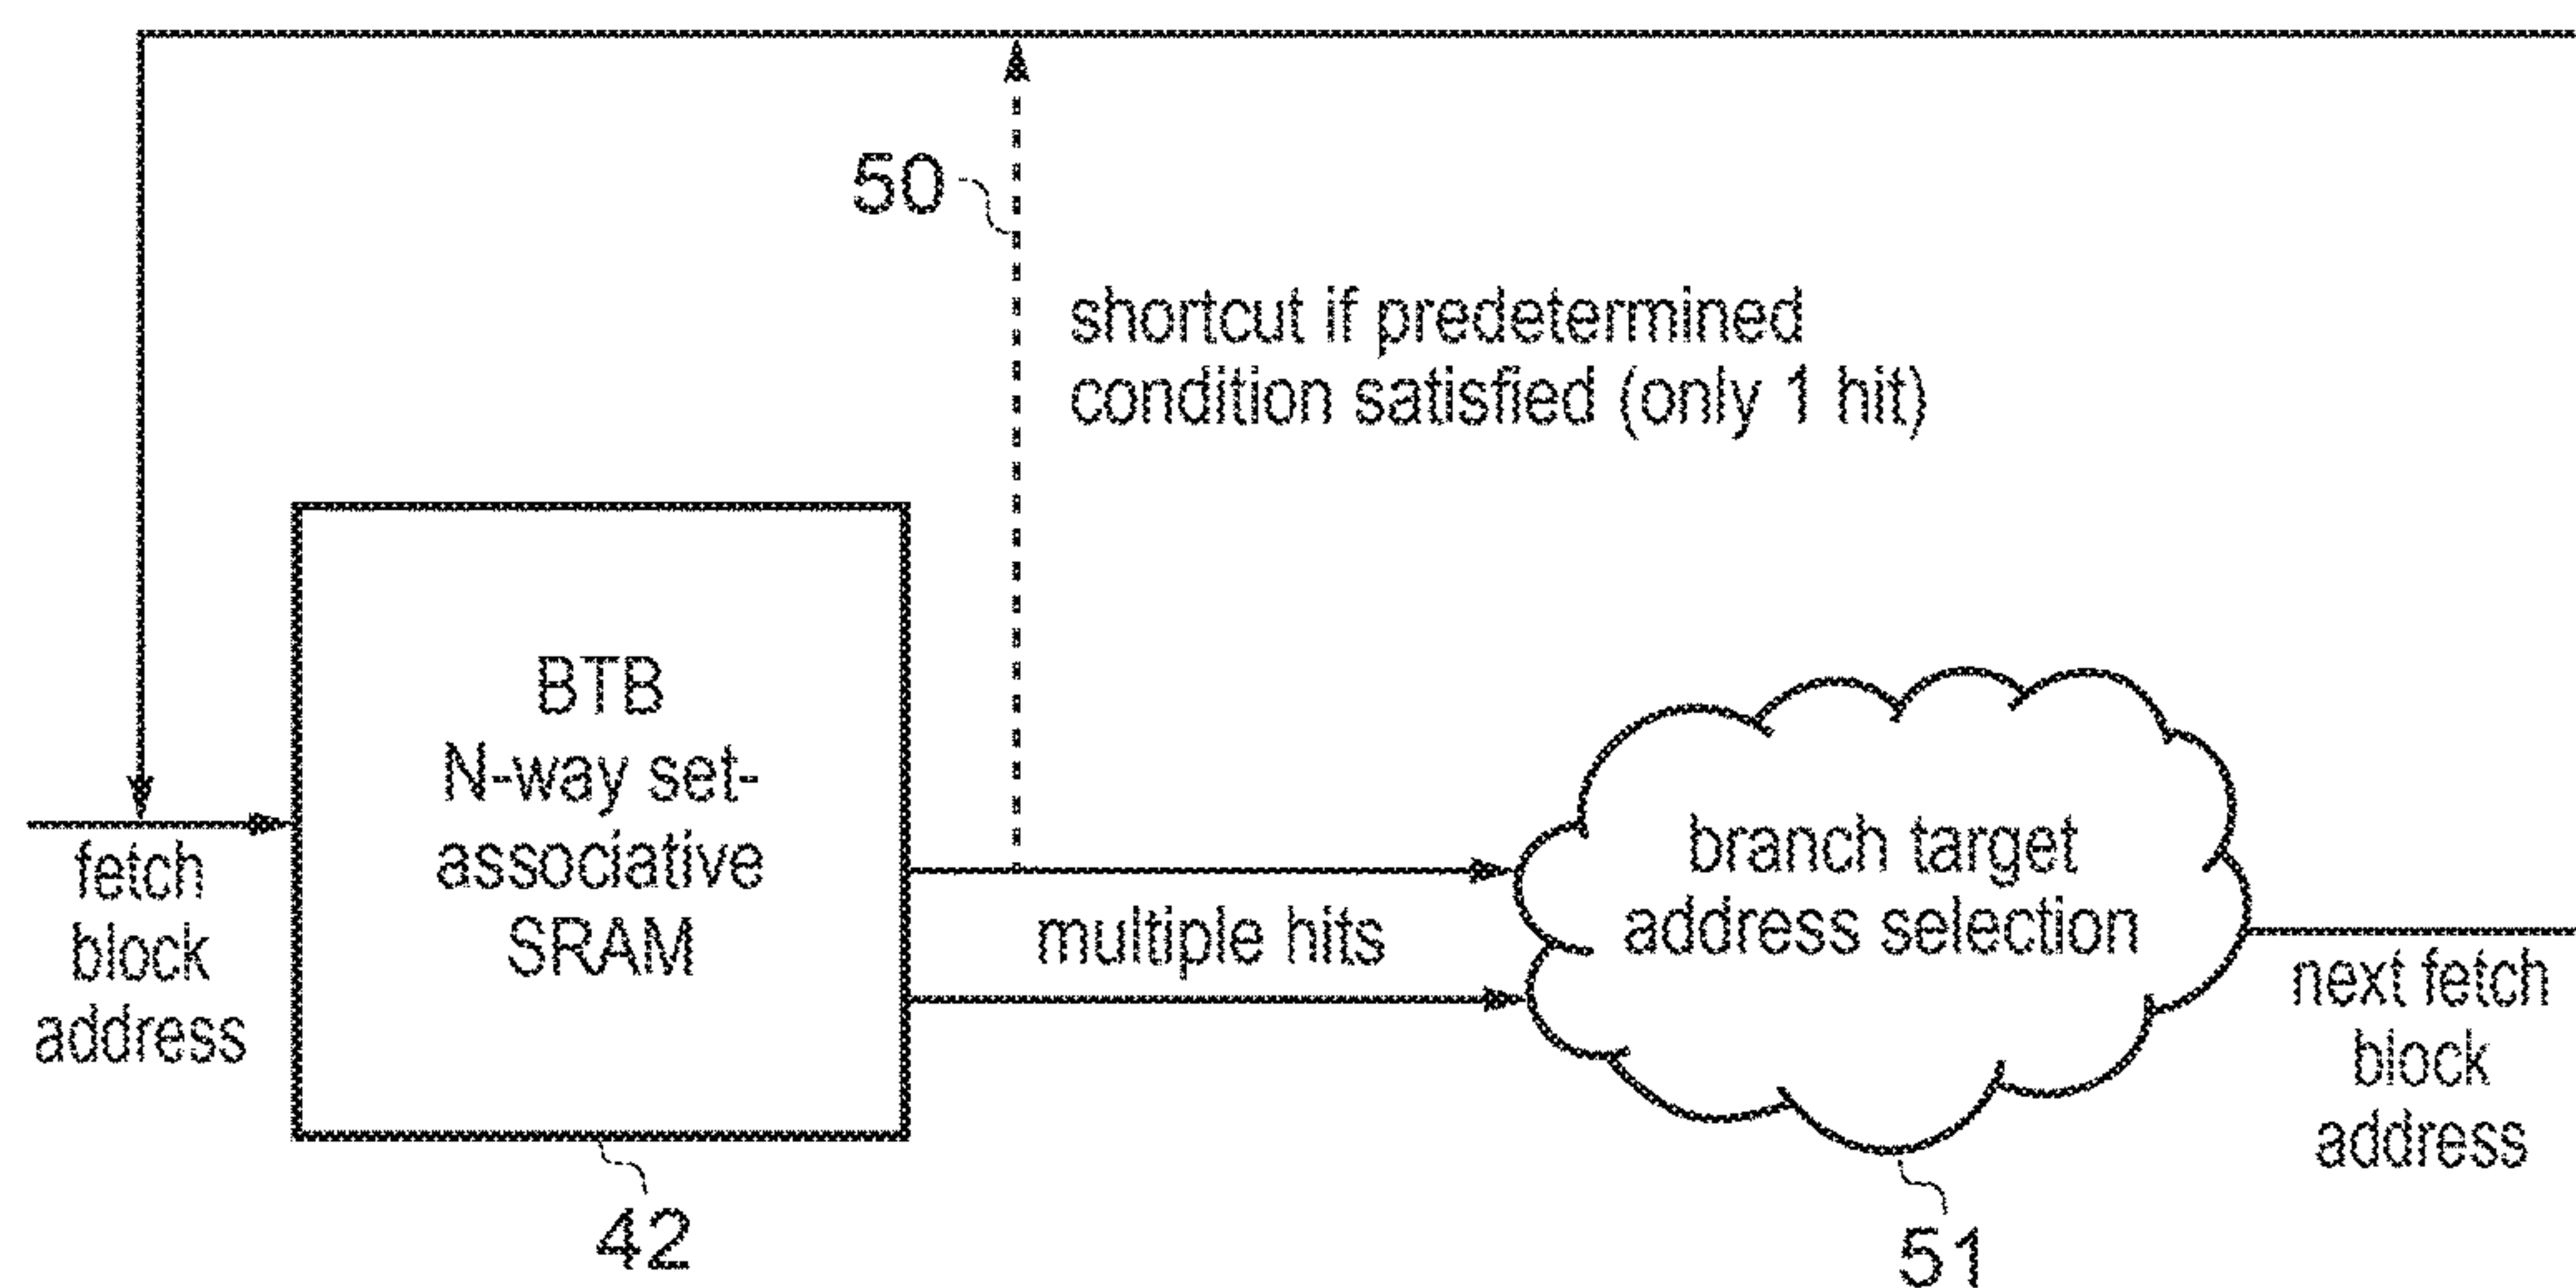 50
shortcut if predetermined
condition satisfied (only 1 hit)
BTB
N-way set-
associative
SRAM
fetch
block
address
multiple hits
branch target
address selection
next fetch
block
address
42
51